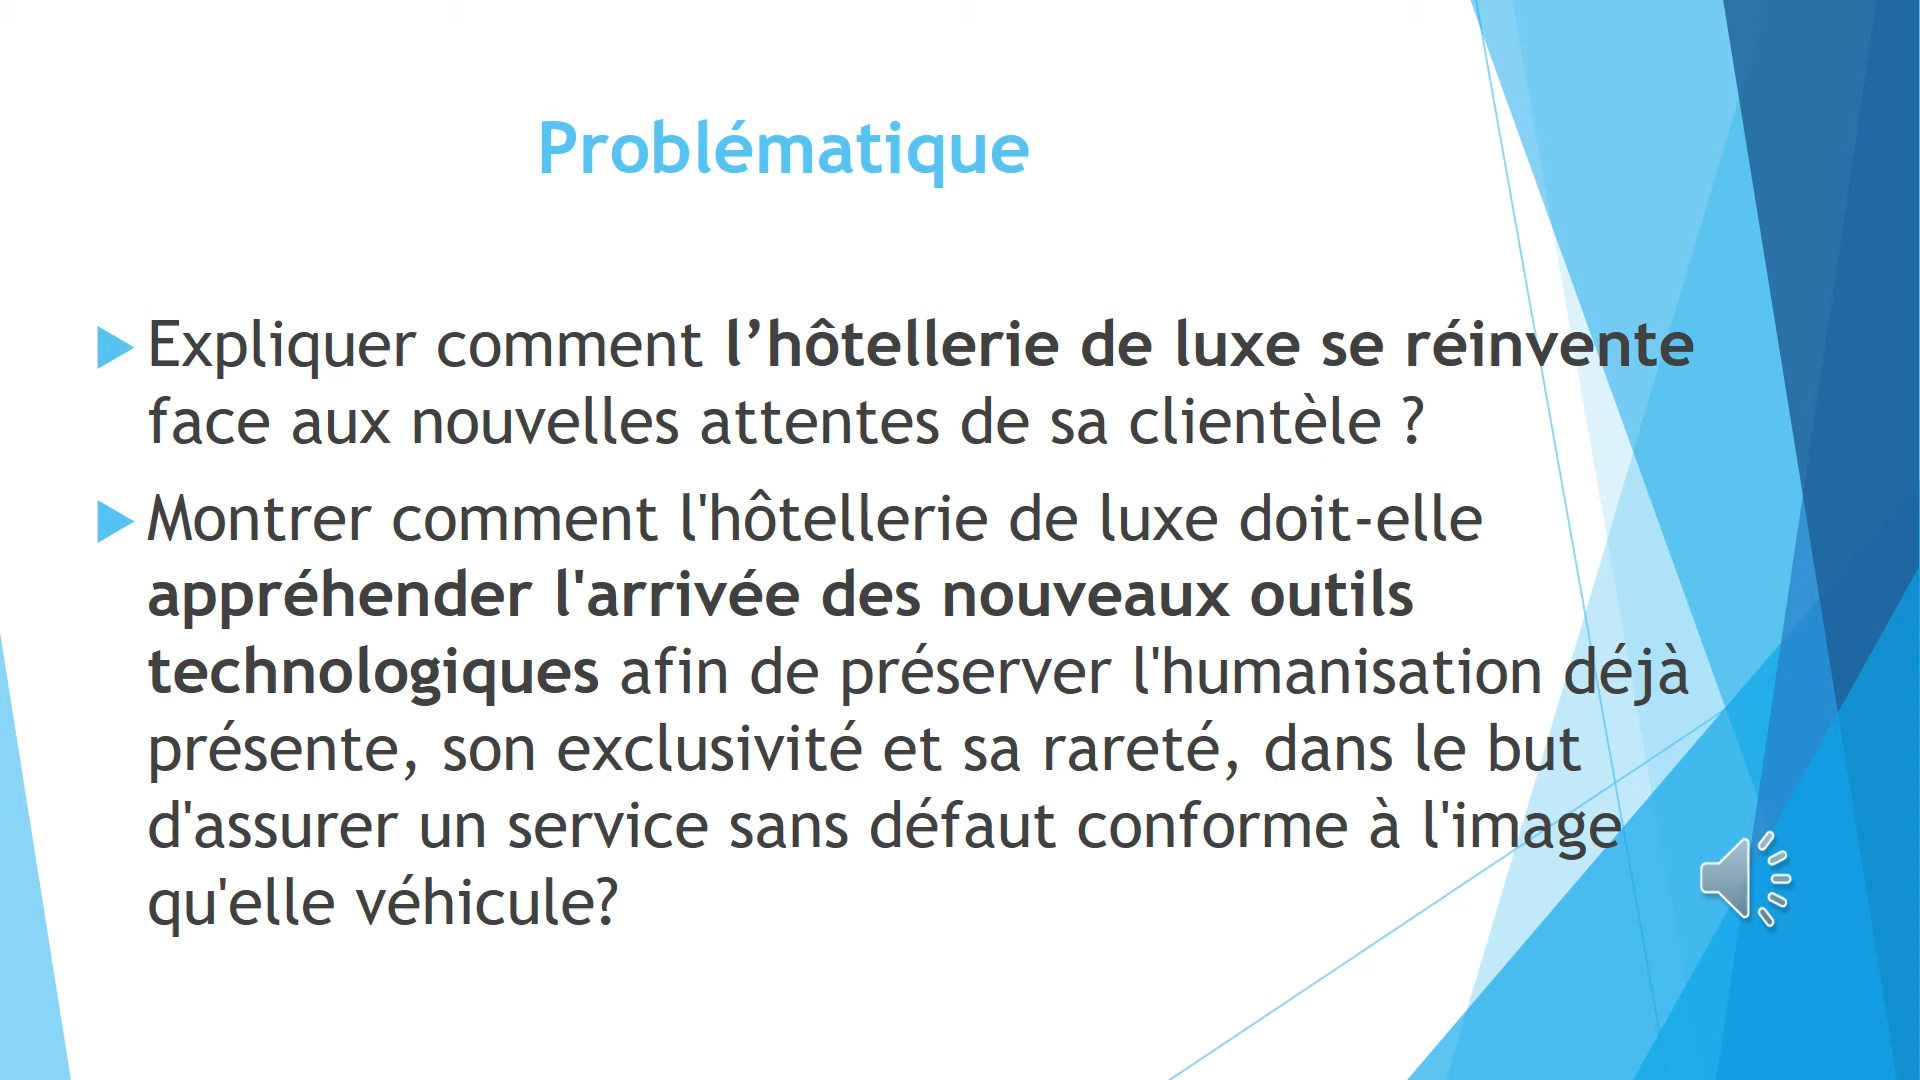 Problématique
Expliquer comment l’hôtellerie de luxe se réinvente
face aux nouvelles attentes de sa clientèle ?
Montrer comment l'hôtellerie de luxe doit-elle
appréhender l'arrivée des nouveaux outils
technologiques afin de préserver l'humanisation déjà
présente, son exclusivité et sa rareté, dans le but
d'assurer un service sans défaut conforme à l'image
qu'elle véhicule?